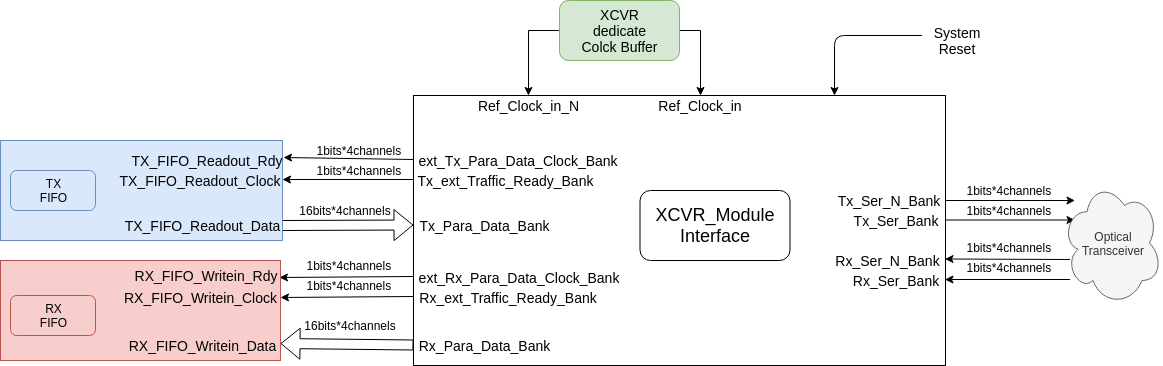 XCVR
dedicate
Colck Buffer
System
Reset
Ref_Clock_in_N
Ref_Clock_in
TX_FIFO_Readout_Rdy
1bits*4channels
ext_Tx_Para_Data_Clock_Bank
TX_FIFO_Readout_Clock
1bits*4channels
Tx_ext_Traffic_Ready_Bank
TX
FIFO
TX_FIFO_Readout_Data
16bits*4channels
Tx_Para_Data_Bank
XCVR_Module
Interface
Tx_Ser_N_Bank
1bits*4channels
Tx_Ser_Bank
1bits*4channels
Rx_Ser_N_Bank
1bits*4channels
Rx_Ser_Bank
1bits*4channels
Optical
Transceiver
RX_FIFO_Writein_Rdy
1bits*4channels
ext_Rx_Para_Data_Clock_Bank
RX_FIFO_Writein_Clock
1bits*4channels
Rx_ext_Traffic_Ready_Bank
RX
FIFO
RX_FIFO_Writein_Data
16bits*4channels
Rx_Para_Data_Bank